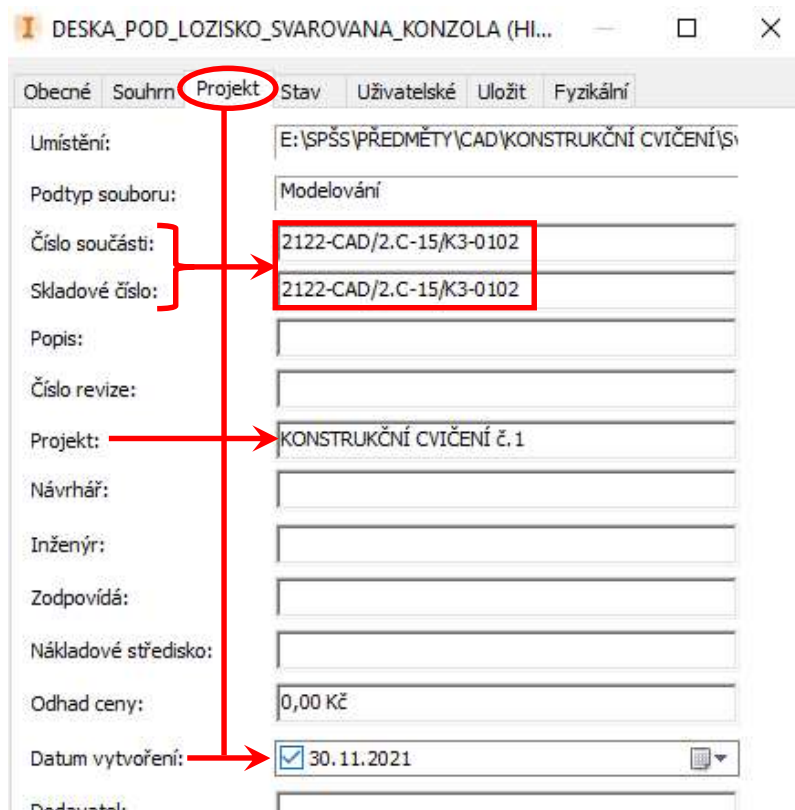 DESKA_POD_LOZISKO_SVAROVANA_KONZOLA (HI...
Obecné Souhrn Projekt Stav Uživatelské Uložit Fyzikální
Umístění: E:\SPŠS\PŘEDMĚTY\CAD\KONSTRUKČNÍ CVIČENÍ\Sv
Podtyp souboru: Modelování
Číslo součásti: 2122-CAD/2.C-15/K3-0102
Skladové číslo: 2122-CAD/2.C-15/K3-0102
Popis:
Číslo revize:
Projekt: KONSTRUKČNÍ CVIČENÍ č.1
Návrhář:
Inženýr:
Zodpovídá:
Nákladové středisko:
Odhad ceny: 0,00 Kč
Datum vytvoření: 30.11.2021